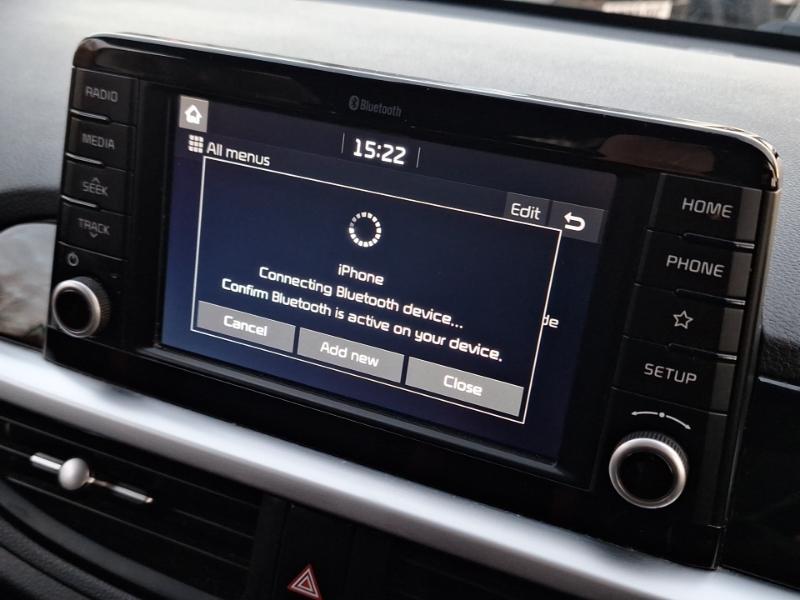 Bluetooth
RADIO
MEDIA
SEEK
TRACK
15:22
All menus
Edit
iPhone
Connecting Bluetooth device...
Confirm Bluetooth is active on your device.
Cancel
Add new
Close
de
HOME
PHONE
SETUP